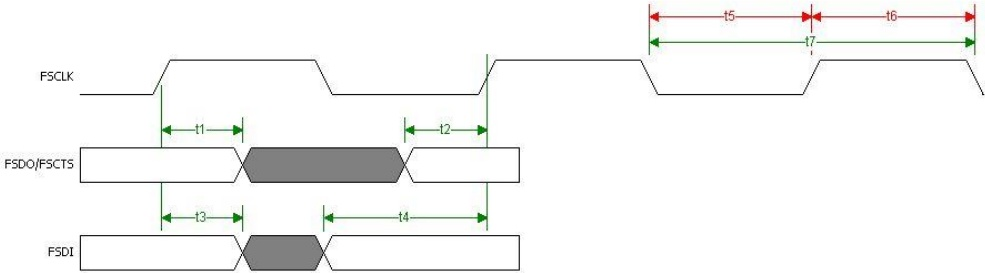 t5 t6
t7
FSCLK
t1 t2
FSDO/FSCTS
t3 t4
FSDI